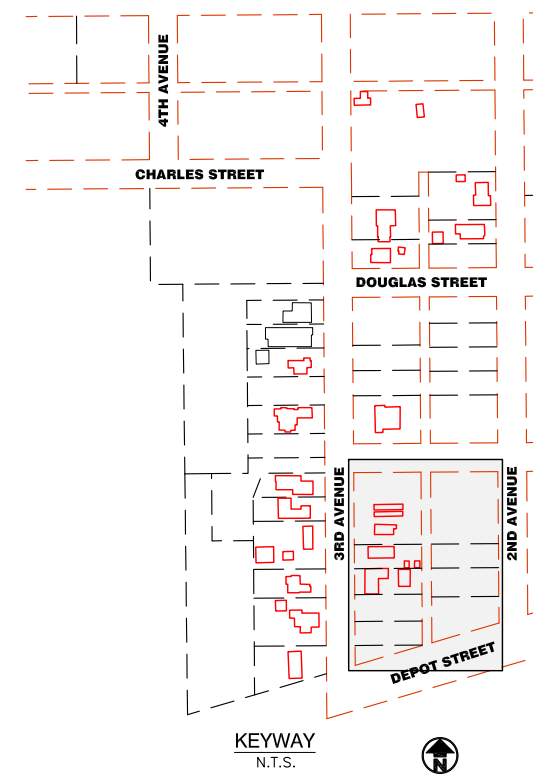 4TH AVENUE
CHARLES STREET
DOUGLAS STREET
3RD AVENUE
2ND AVENUE
DEPOT STREET
KEYWAY
N.T.S.
N